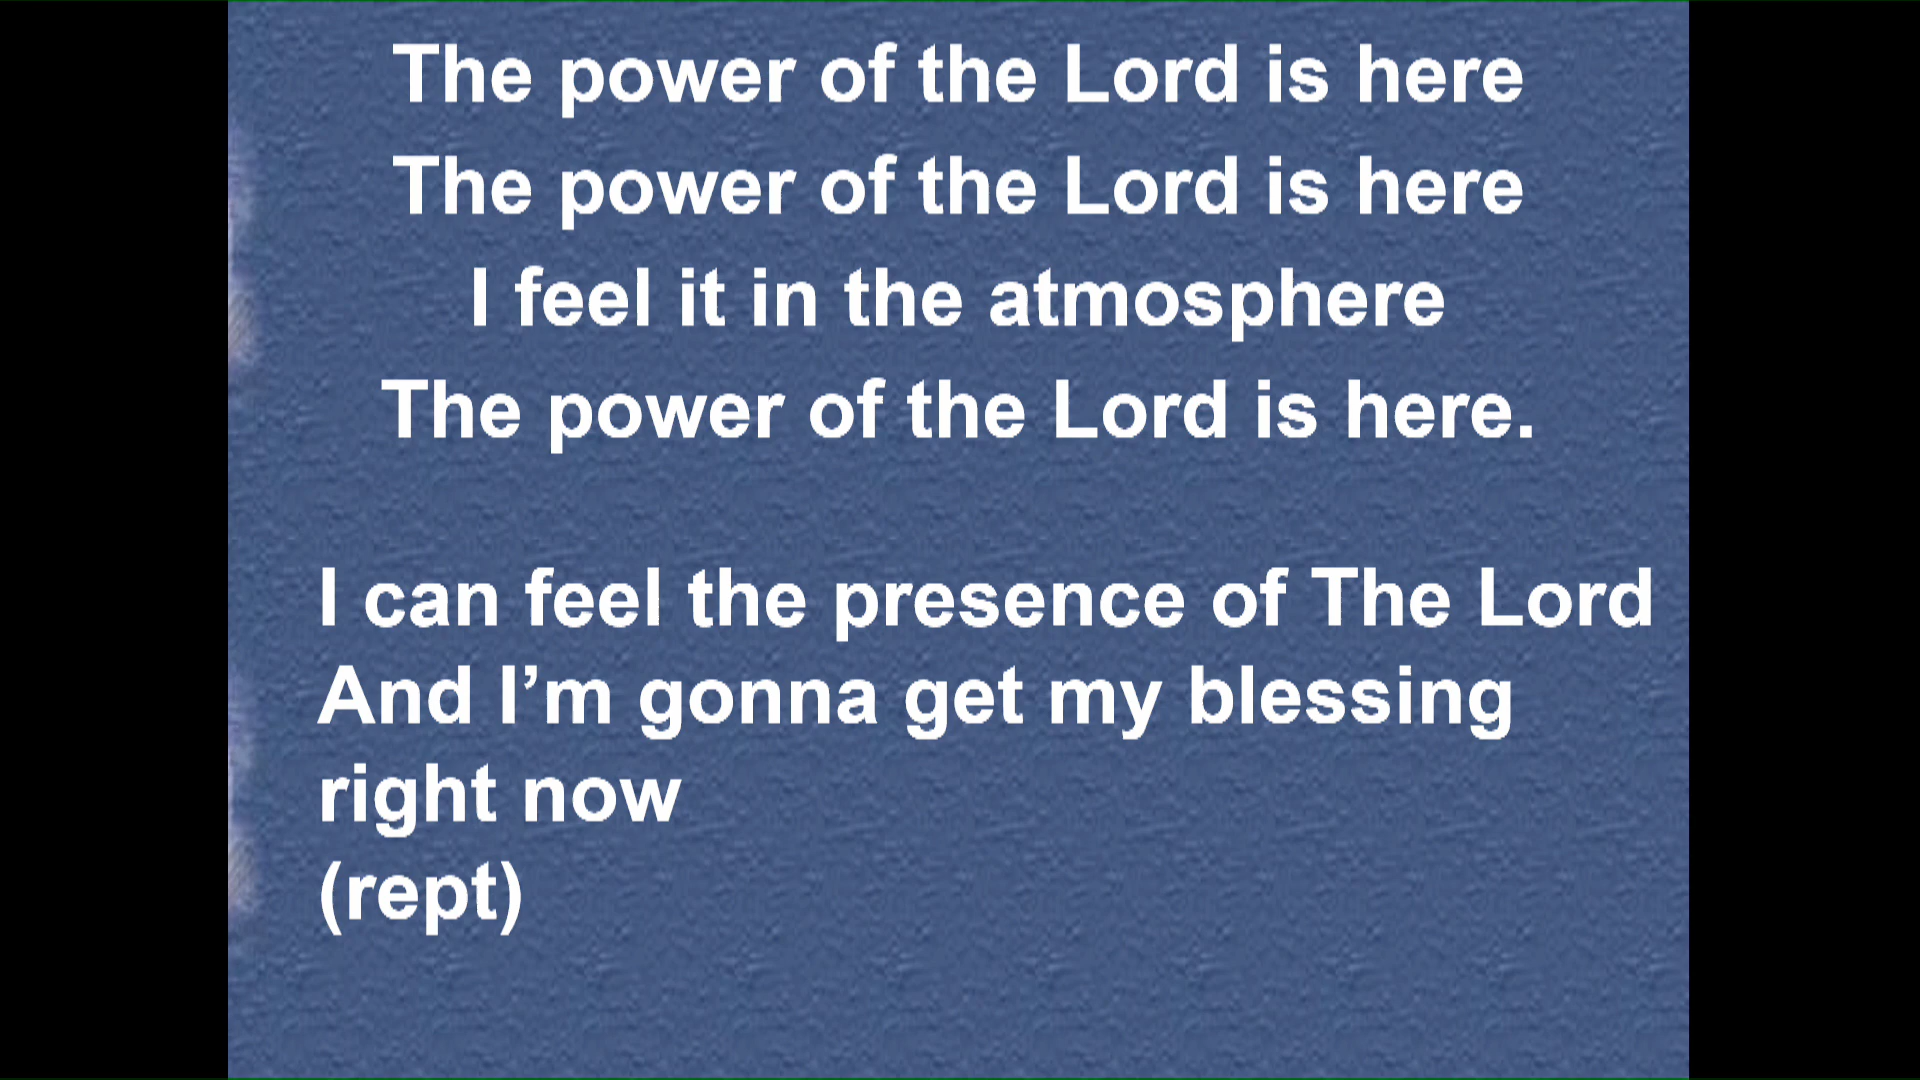 The power of the Lord is here
The power of the Lord is here
I feel it in the atmosphere
The power of the Lord is here.
I can feel the presence of The Lord
And I’m gonna get my blessing
right now
(rept)